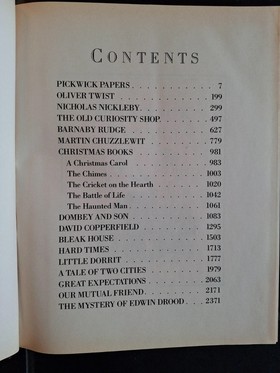 CONTENTS
PICKWICK PAPERS . . . . . . . . . . . . 7
OLIVER TWIST . . . . . . . . . . . . 199
NICHOLAS NICKLEBY . . . . . . . . . . 299
THE OLD CURIOSITY SHOP . . . . . . . . 497
BARNABY RUDGE . . . . . . . . . . . . 627
MARTIN CHUZZLEWIT . . . . . . . . . . 779
CHRISTMAS BOOKS . . . . . . . . . . . 981
A Christmas Carol . . . . . . . . . . 983
The Chimes . . . . . . . . . . . . 1003
The Cricket on the Hearth . . . . . . 1020
The Battle of Life . . . . . . . . . 1042
The Haunted Man . . . . . . . . . . 1061
DOMBEY AND SON . . . . . . . . . . . 1083
DAVID COPPERFIELD . . . . . . . . . . 1295
BLEAK HOUSE . . . . . . . . . . . . 1503
HARD TIMES . . . . . . . . . . . . 1713
LITTLE DORRIT . . . . . . . . . . . 1777
A TALE OF TWO CITIES . . . . . . . . 1979
GREAT EXPECTATIONS . . . . . . . . . 2063
OUR MUTUAL FRIEND . . . . . . . . . . 2171
THE MYSTERY OF EDWIN DROOD . . . 2371